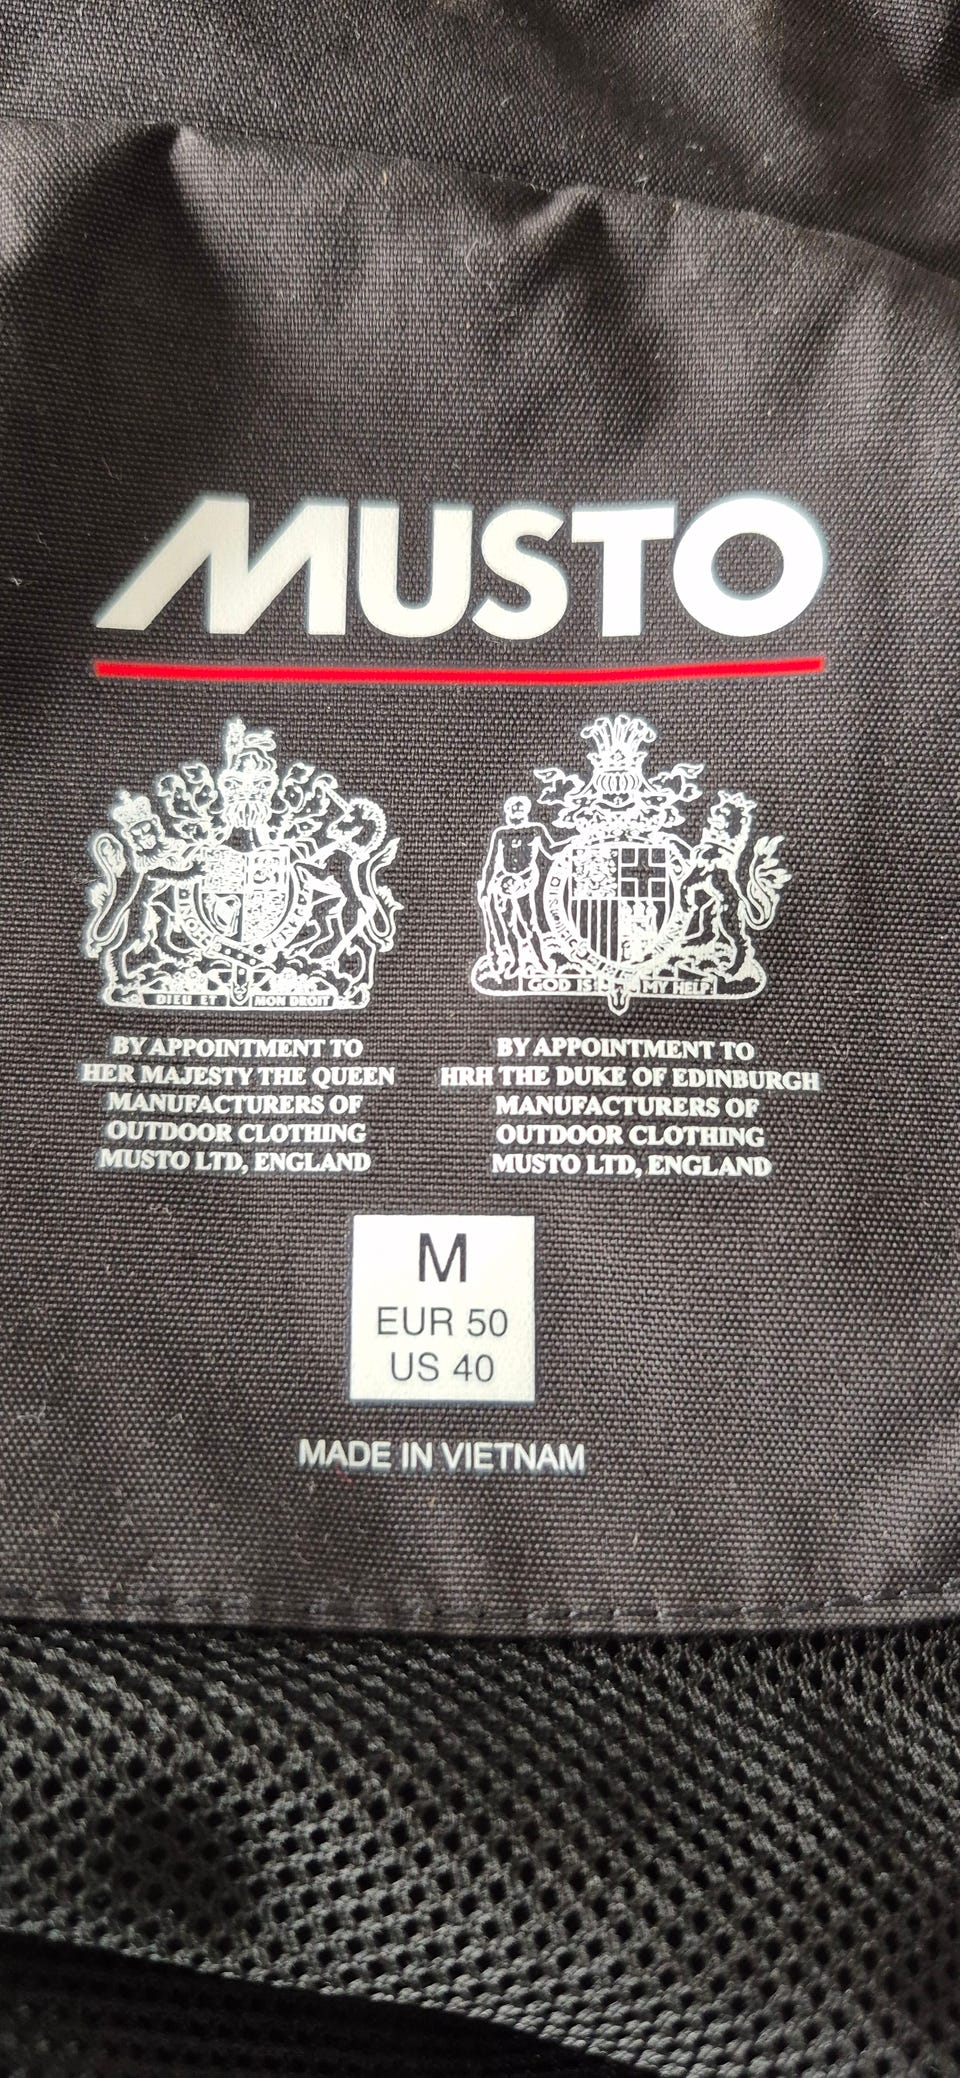 MUSTO
DIEU ET MON DROIT
GOD IS MY HELP
BY APPOINTMENT TO
HER MAJESTY THE QUEEN
MANUFACTURERS OF
OUTDOOR CLOTHING
MUSTO LTD, ENGLAND
BY APPOINTMENT TO
HRH THE DUKE OF EDINBURGH
MANUFACTURERS OF
OUTDOOR CLOTHING
MUSTO LTD, ENGLAND
M
EUR 50
US 40
MADE IN VIETNAM